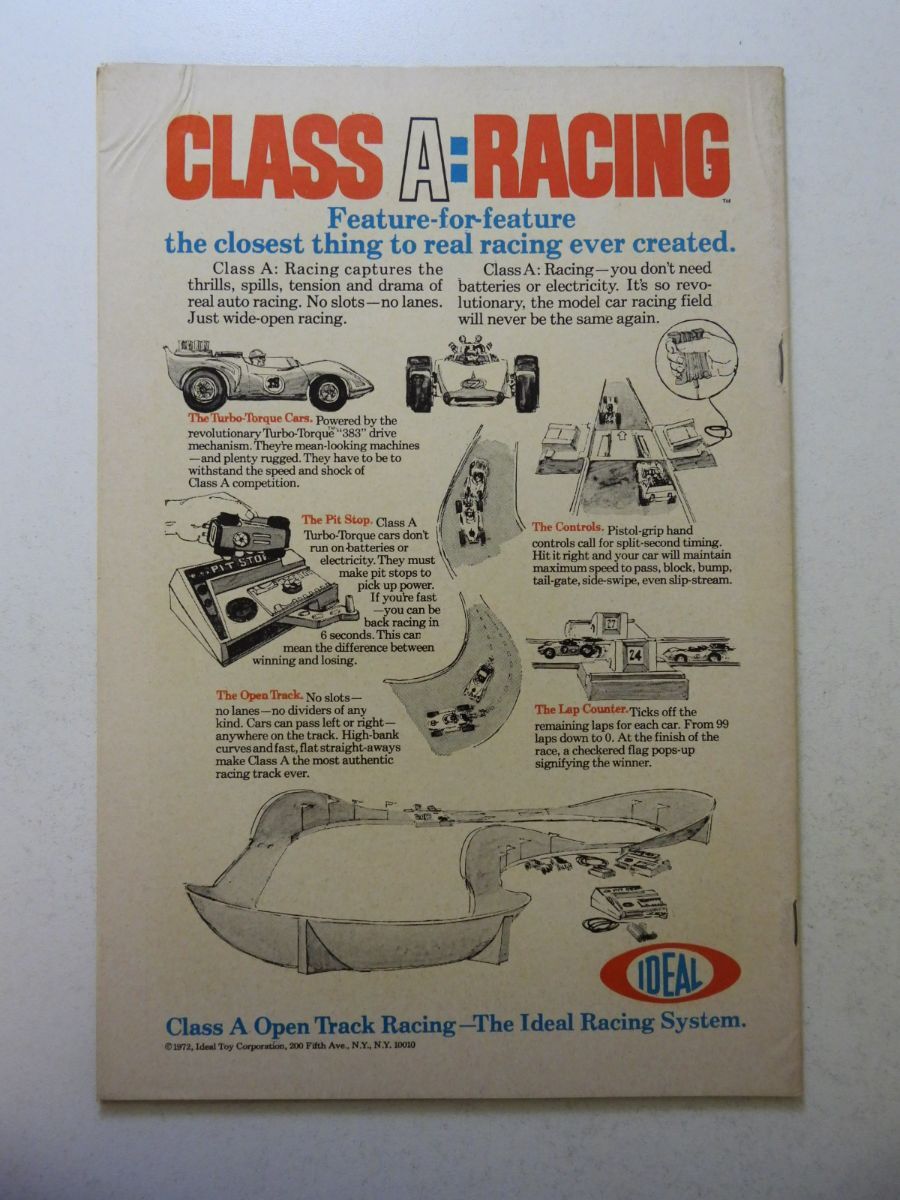 CLASS A: RACING
TM
Feature-for-feature
the closest thing to real racing ever created.
Class A: Racing captures the
thrills, spills, tension and drama of
real auto racing. No slots—no lanes.
Just wide-open racing.
Class A: Racing—you don't need
batteries or electricity. It's so revo-
lutionary, the model car racing field
will never be the same again.
The Turbo-Torque Cars. Powered by the
revolutionary Turbo-Torque™ "383" drive
mechanism. They're mean-looking machines
—and plenty rugged. They have to be to
withstand the speed and shock of
Class A competition.
The Pit Stop. Class A
Turbo-Torque cars don't
run on batteries or
electricity. They must
make pit stops to
pick up power.
If you're fast
—you can be
back racing in
6 seconds. This can
mean the difference between
winning and losing.
PIT STOP
The Controls. Pistol-grip hand
controls call for split-second timing.
Hit it right and your car will maintain
maximum speed to pass, block, bump,
tail-gate, side-swipe, even slip-stream.
The Open Track. No slots—
no lanes—no dividers of any
kind. Cars can pass left or right—
anywhere on the track. High-bank
curves and fast, flat straight-aways
make Class A the most authentic
racing track ever.
27
24
The Lap Counter. Ticks off the
remaining laps for each car. From 99
laps down to 0. At the finish of the
race, a checkered flag pops-up
signifying the winner.
PIT STOP
IDEAL
Class A Open Track Racing—The Ideal Racing System.
©1972, Ideal Toy Corporation, 200 Fifth Ave., N.Y., N.Y. 10010